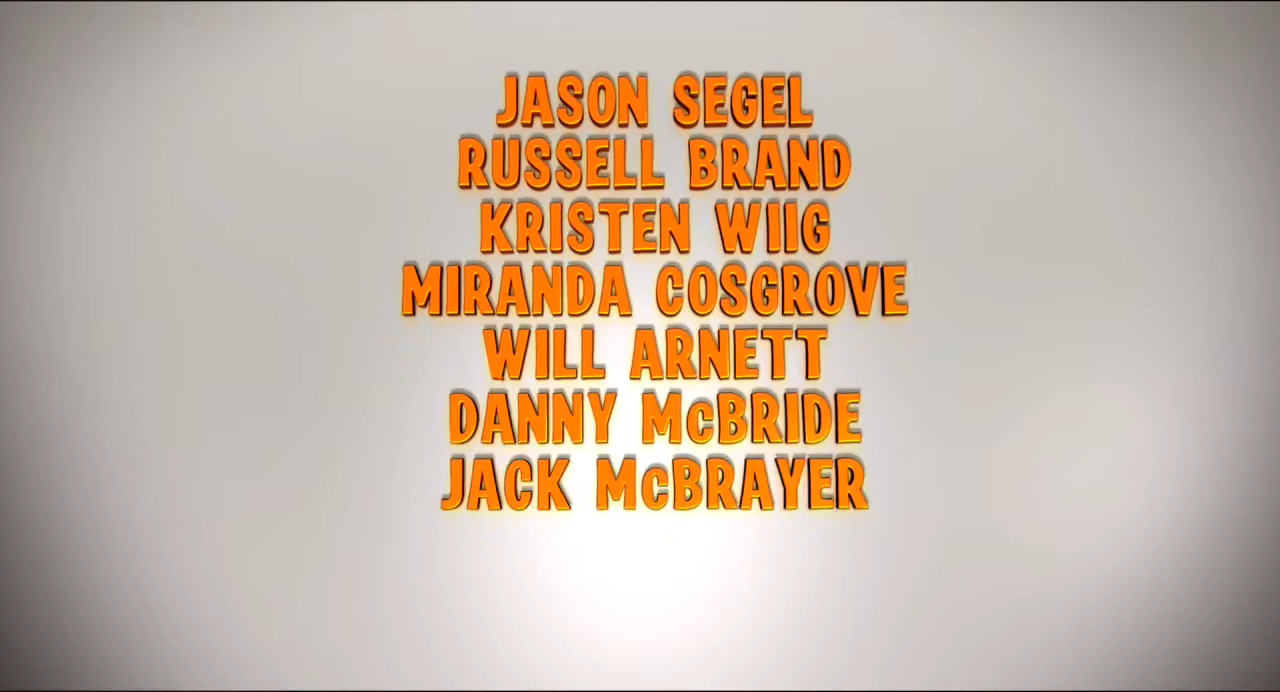 JASON SEGEL
RUSSELL BRAND
KRISTEN WIIG
MIRANDA COSGROVE
WILL ARNETT
DANNY McBRIDE
JACK McBRAYER